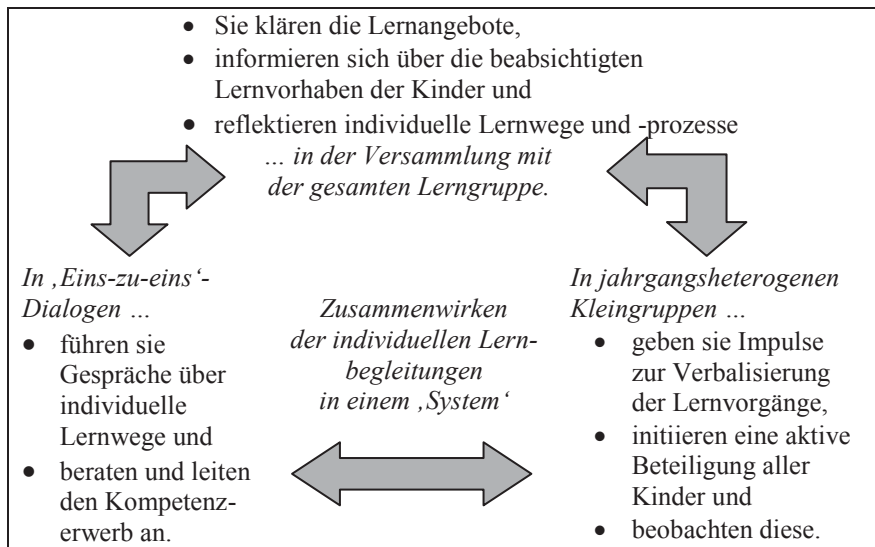 • Sie klären die Lernangebote,
• informieren sich über die beabsichtigten
Lernvorhaben der Kinder und
• reflektieren individuelle Lernwege und -prozesse
... in der Versammlung mit
der gesamten Lerngruppe.
In ‚Eins-zu-eins‘-
Dialogen ...
• führen sie
Gespräche über
individuelle
Lernwege und
• beraten und leiten
den Kompetenz-
erwerb an.
Zusammenwirken
der individuellen Lern-
begleitungen
in einem ‚System‘
In jahrgangsheterogenen
Kleingruppen ...
• geben sie Impulse
zur Verbalisierung
der Lernvorgänge,
• initiieren eine aktive
Beteiligung aller
Kinder und
• beobachten diese.